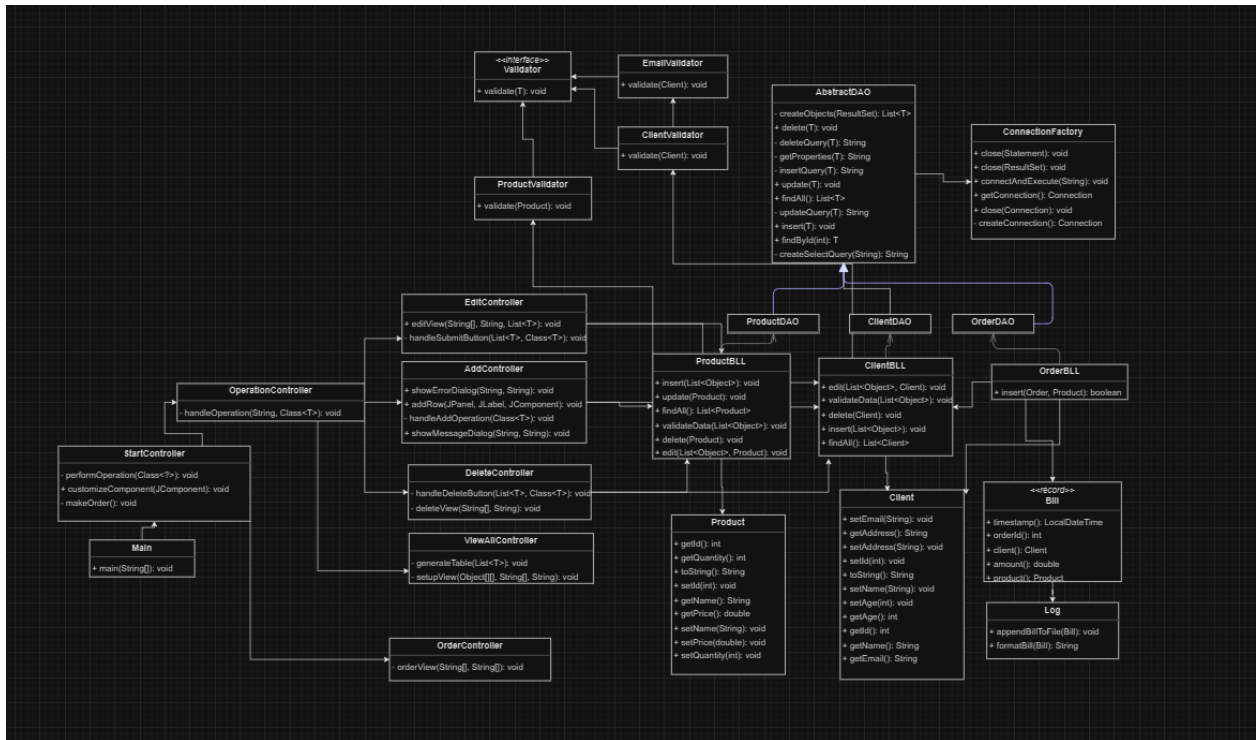 <<interface>>
Validator
+ validate(T): void
EmailValidator
+ validate(Client): void
ClientValidator
+ validate(Client): void
ProductValidator
+ validate(Product): void
AbstractDAO
- createObjects(ResultSet): List<T>
+ delete(T): void
- deleteQuery(T): String
- getProperties(T): String
- insertQuery(T): String
+ update(T): void
+ findAll(): List<T>
- updateQuery(T): String
+ insert(T): void
+ findById(int): T
- createSelectQuery(String): String
ConnectionFactory
+ close(Statement): void
+ close(ResultSet): void
+ connectAndExecute(String): void
+ getConnection(): Connection
+ close(Connection): void
- createConnection(): Connection
ProductDAO
ClientDAO
OrderDAO
EditController
+ editView(String[], String, List<T>): void
- handleSubmitButton(List<T>, Class<T>): void
AddController
+ showErrorDialog(String, String): void
+ addRow(JPanel, JLabel, JComponent): void
- handleAddOperation(Class<T>): void
+ showMessageDialog(String, String): void
OperationController
- handleOperation(String, Class<T>): void
StartController
- performOperation(Class<?>): void
+ customizeComponent(JComponent): void
- makeOrder(): void
Main
+ main(String[]): void
DeleteController
- handleDeleteButton(List<T>, Class<T>): void
- deleteView(String[], String): void
ViewAllController
- generateTable(List<T>): void
- setupView(Object[][], String[], String): void
OrderController
- orderView(String[], String[]): void
ProductBLL
+ insert(List<Object>): void
+ update(Product): void
+ findAll(): List<Product>
+ validateData(List<Object>): void
+ delete(Product): void
+ edit(List<Object>, Product): void
ClientBLL
+ edit(List<Object>, Client): void
+ validateData(List<Object>): void
+ delete(Client): void
+ insert(List<Object>): void
+ findAll(): List<Client>
OrderBLL
+ insert(Order, Product): boolean
Product
+ getId(): int
+ getQuantity(): int
+ toString(): String
+ setId(int): void
+ getName(): String
+ getPrice(): double
+ setName(String): void
+ setPrice(double): void
+ setQuantity(int): void
Client
+ setEmail(String): void
+ getAddress(): String
+ setAddress(String): void
+ setId(int): void
+ toString(): String
+ setName(String): void
+ setAge(int): void
+ getAge(): int
+ getId(): int
+ getName(): String
+ getEmail(): String
<<record>>
Bill
+ timestamp(): LocalDateTime
+ orderId(): int
+ client(): Client
+ amount(): double
+ product(): Product
Log
+ appendBillToFile(Bill): void
+ formatBill(Bill): String